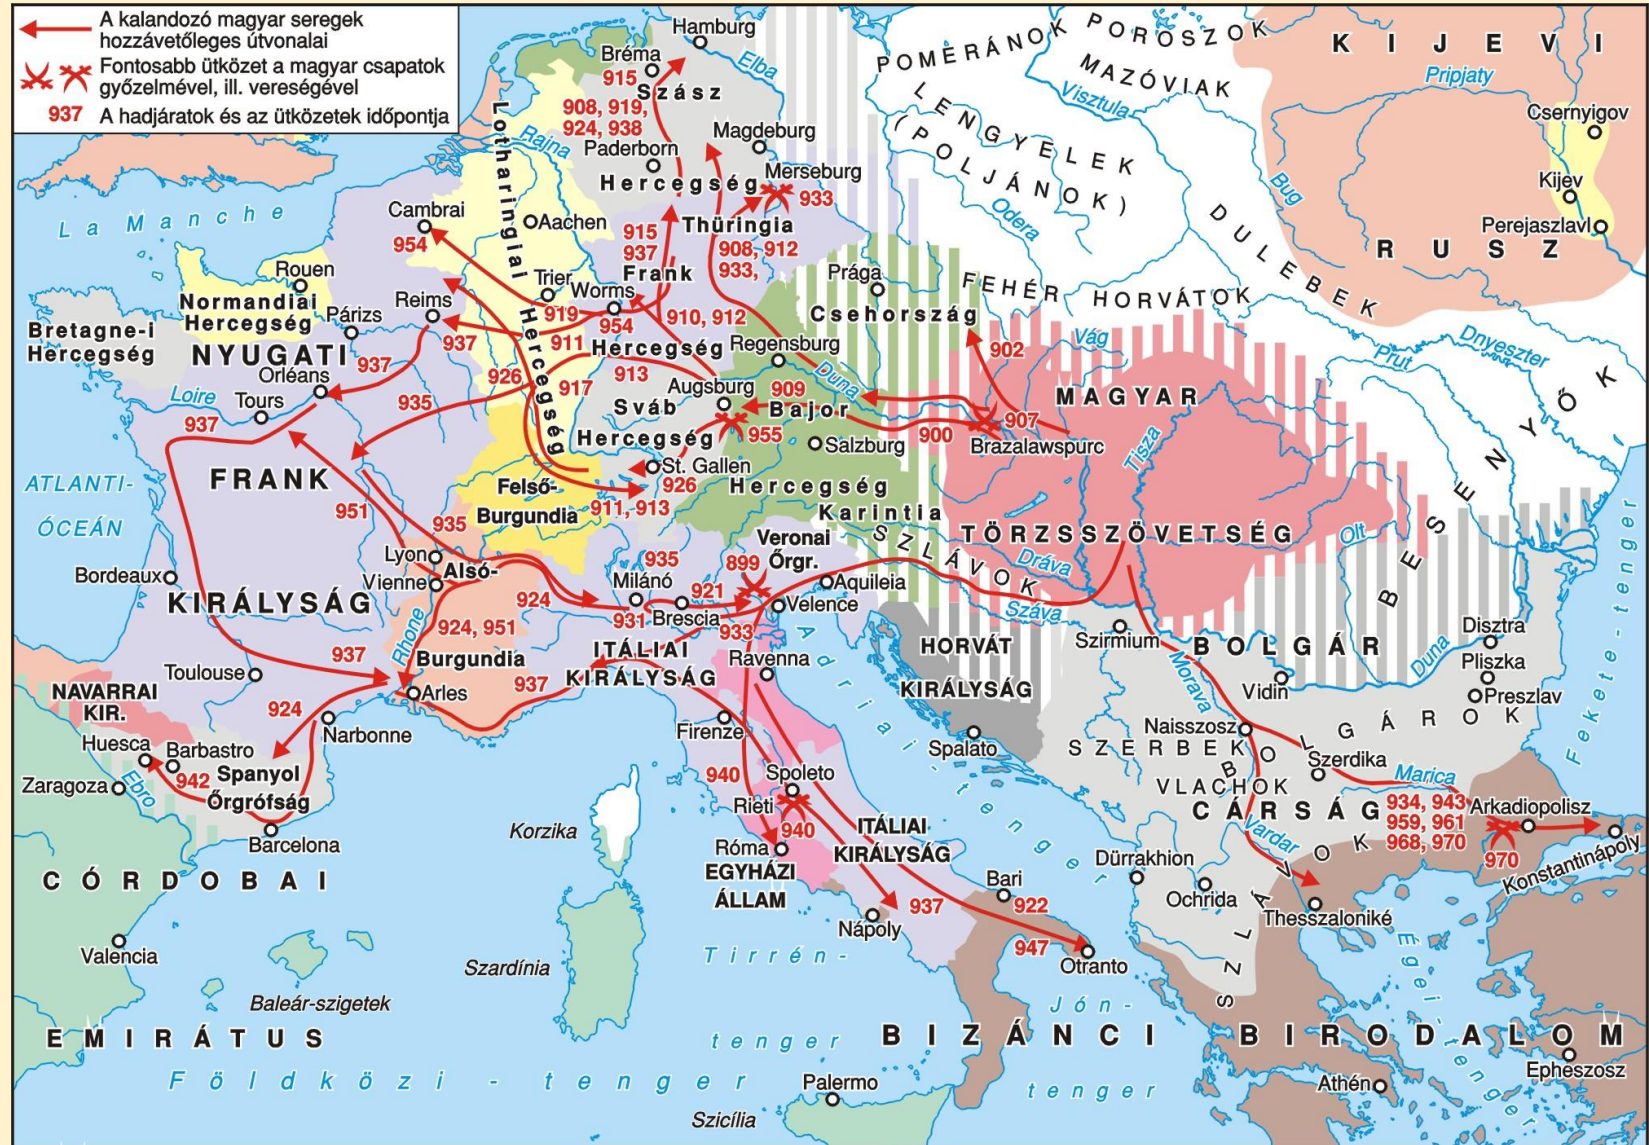 A kalandozó magyar seregek
hozzávetőleges útvonalai
Fontosabb ütközet a magyar csapatok
győzelmével, ill. vereségével
937 A hadjáratok és az ütközetek időpontja
Hamburg
Bréma
915
Szász
908, 919,
924, 938
Paderborn
Hercegség
Elba
Magdeburg
Merseburg
933
POMERÁNOK
POROSZOK
MAZÓVIAK
Visztula
LENGYELEK
(POLJÁNOK)
Odera
KIJEVI
Pripjaty
Csernyigov
Kijev
Perejaszlavl
RUSZ
Bug
DULEBEK
La Manche
Lotharingiai Hercegség
Rajna
Cambrai
954
Aachen
915
937
Thüringia
908, 912
933,
Frank
Hercegség
Trier
Worms
919
954
911
910, 912
913
Prága
Csehország
FEHÉR HORVÁTOK
Rouen
Normandiai
Hercegség
Párizs
Reims
937
Bretagne-i
Hercegség
NYUGATI
Orléans
937
Loire
Tours
937
935
926
917
Regensburg
Duna
Augsburg
909
Sváb
Hercegség
955
Bajor
Salzburg
900
902
907
Brazalawspurc
Vág
MAGYAR
Tisza
Prut
Dnyeszter
BESENYŐK
FRANK
951
935
Felső-
Burgundia
St. Gallen
926
911, 913
Hercegség
Karintia
TÖRZSSZÖVETSÉG
Olt
ATLANTI-
ÓCEÁN
Bordeaux
KIRÁLYSÁG
Lyon
Vienne
Alsó-
924
924, 951
Burgundia
Rhone
935
Milánó
931
Brescia
921
Veronai
Őrgr.
899
933
Aquileia
Velence
SZLÁVOK
Dráva
Száva
Szirmium
BOLGÁR
Disztra
Duna
Pliszka
Preszlav
Vidin
Morava
Fekete-tenger
Toulouse
937
NAVARRAI
KIR.
924
Arles
937
Narbonne
ITÁLIAI
KIRÁLYSÁG
Ravenna
Firenze
HORVÁT
KIRÁLYSÁG
Adriai-tenger
Spalato
Naisszosz
SZERBEK
BOLGÁROK
VLACHOK
Szerdika
CÁRSÁG
Marica
934, 943
959, 961
968, 970
Arkadiopolisz
970
Konstantinápoly
Huesca
Barbastro
942
Spanyol
Őrgrófság
Zaragoza
Ebro
Barcelona
Korzika
940
Spoleto
Rieti
940
Róma
EGYHÁZI
ÁLLAM
ITÁLIAI
KIRÁLYSÁG
Vardar
SZLÁVOK
Dürrakhion
Ochrida
Thesszaloniké
CÓRDOBAI
Valencia
Baleár-szigetek
Szardínia
Tirrén-
tenger
Nápoly
937
Bari
922
947
Otranto
Jón-
tenger
Égei-tenger
EMIRÁTUS
BIZÁNCI BIRODALOM
Földközi-tenger
Palermo
Szicília
Athén
Epheszosz